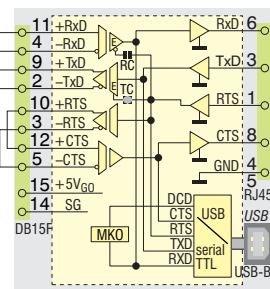 11 +RxD
4 -RxD
9 +TxD
2 -TxD
10 +RTS
3 -RTS
12 +CTS
5 -CTS
15 +5VGO
14 SG
DB15F
E
RC
E
TC
RxD 6
TxD 3
RTS 1
CTS 8
GND 4
5
RJ45
USB
USB-B
MKO
DCD
CTS
RTS
TXD
RXD
USB
serial
TTL